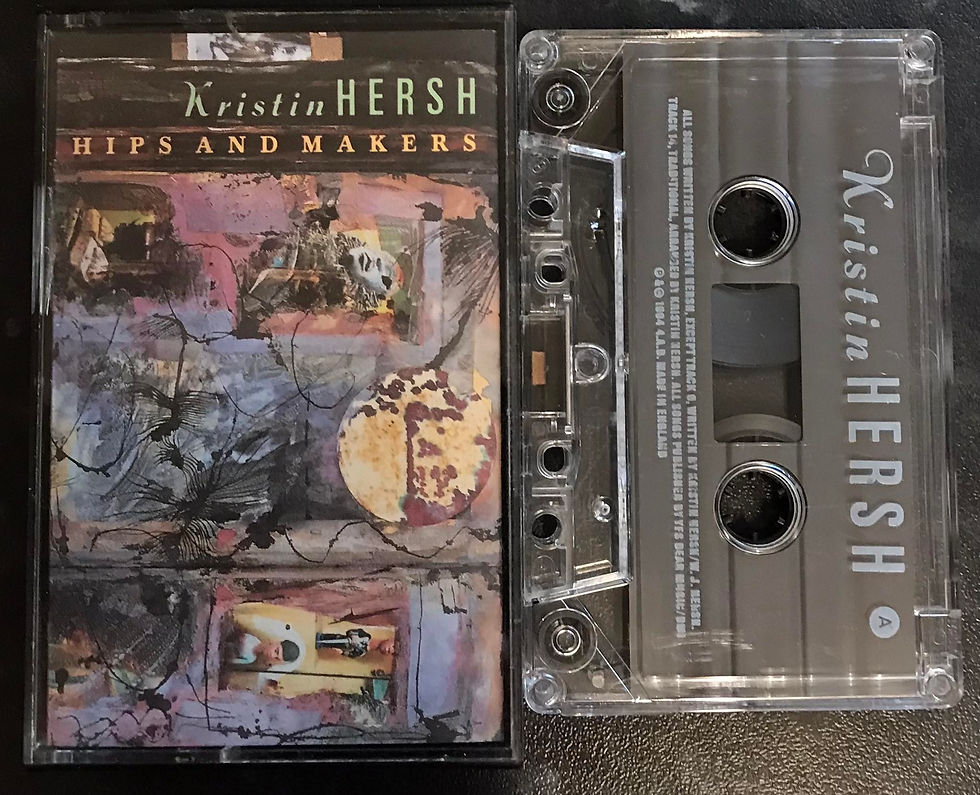 Kristin HERSH
HIPS AND MAKERS
Kristin HERSH
A
ALL SONGS WRITTEN BY KRISTIN HERSH, EXCEPT TRACK 6, WRITTEN BY KRISTIN HERSH/W. J. HERSH.
TRACK 14, TRADITIONAL, ARRANGED BY KRISTIN HERSH. ALL SONGS PUBLISHED BY YES DEAR MUSIC/
℗ & © 1994 4.A.D. MADE IN ENGLAND